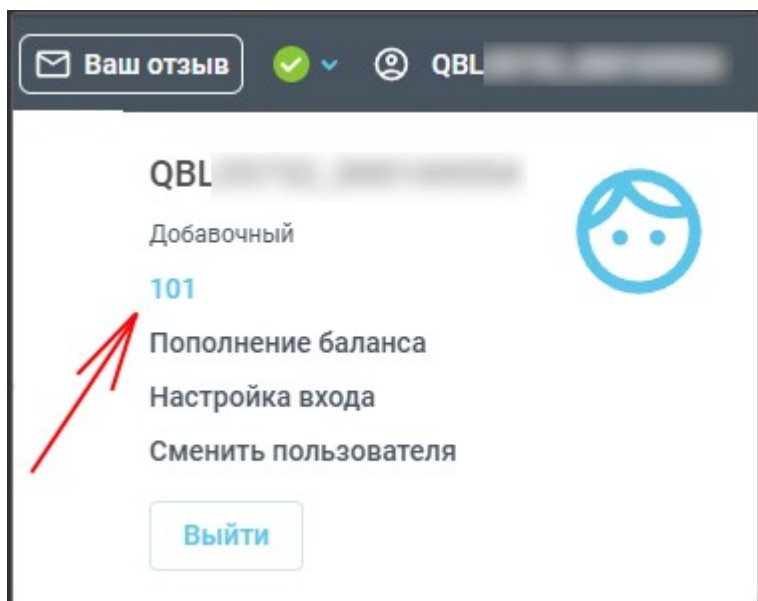 Ваш отзыв QBL
QBL
Добавочный
101
Пополнение баланса
Настройка входа
Сменить пользователя
Выйти